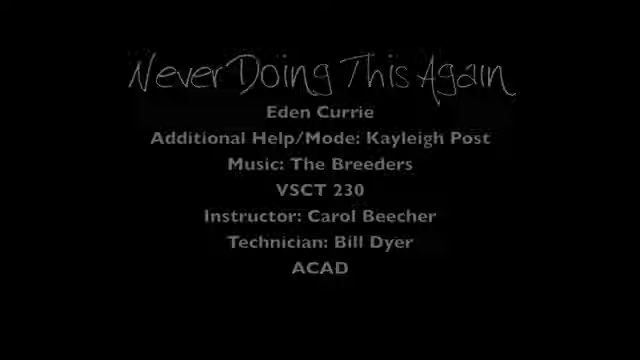 Never Doing This Again
Eden Currie
Additional Help/Mode: Kayleigh Post
Music: The Breeders
VSCT 230
Instructor: Carol Beecher
Technician: Bill Dyer
ACAD